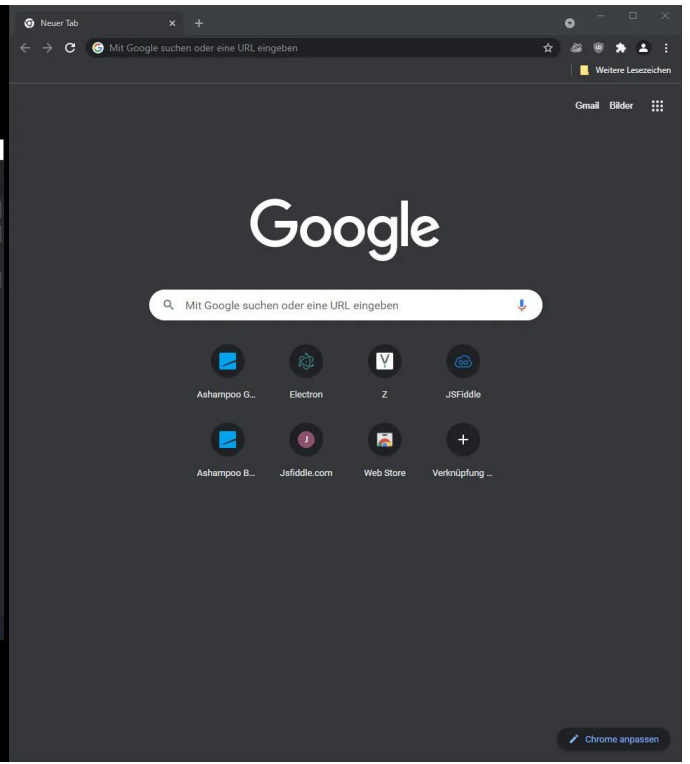 Neuer Tab
Mit Google suchen oder eine URL eingeben
Weitere Lesezeichen
Gmail Bilder
Google
Mit Google suchen oder eine URL eingeben
Ashampoo G... Electron Z JSFiddle
Ashampoo B... Jsfiddle.com Web Store Verknüpfung ...
Chrome anpassen